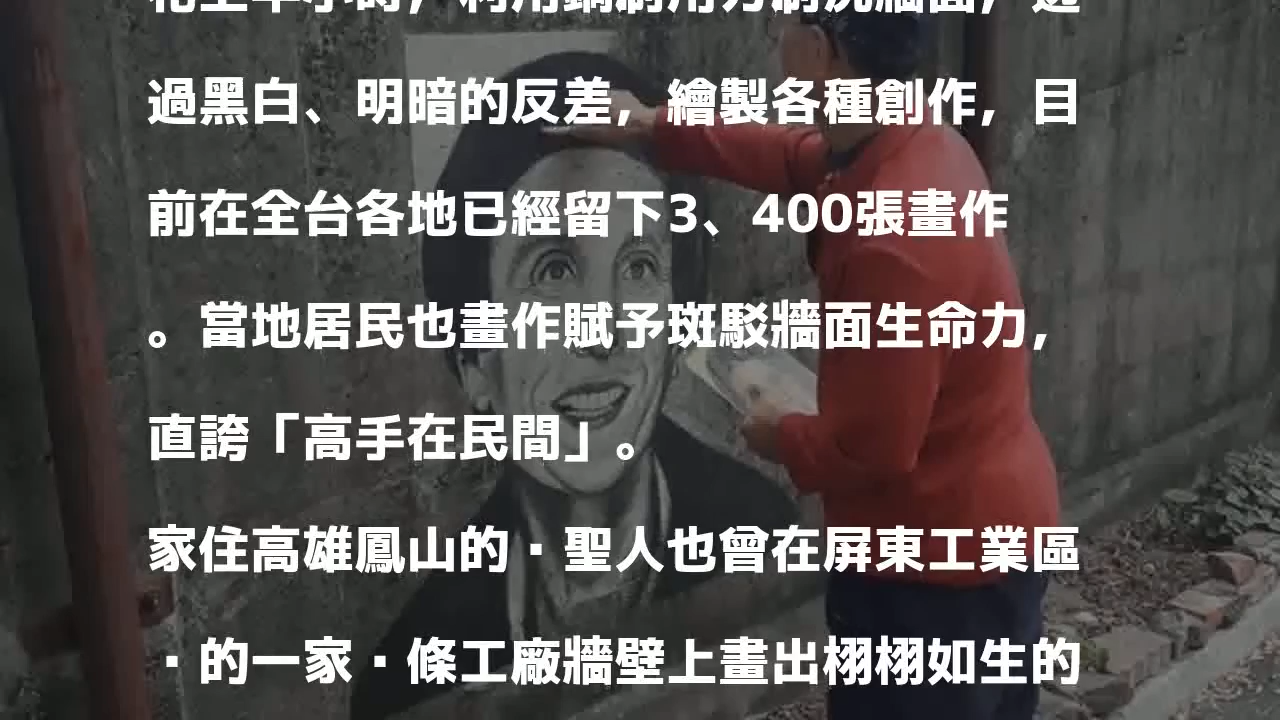 過黑白、明暗的反差，繪製各種創作，目
前在全台各地已經留下3、400張畫作
。當地居民也畫作賦予斑駁牆面生命力，
直誇「高手在民間」。
家住高雄鳳山的▪聖人也曾在屏東工業區
▪的一家▪條工廠牆壁上畫出栩栩如生的